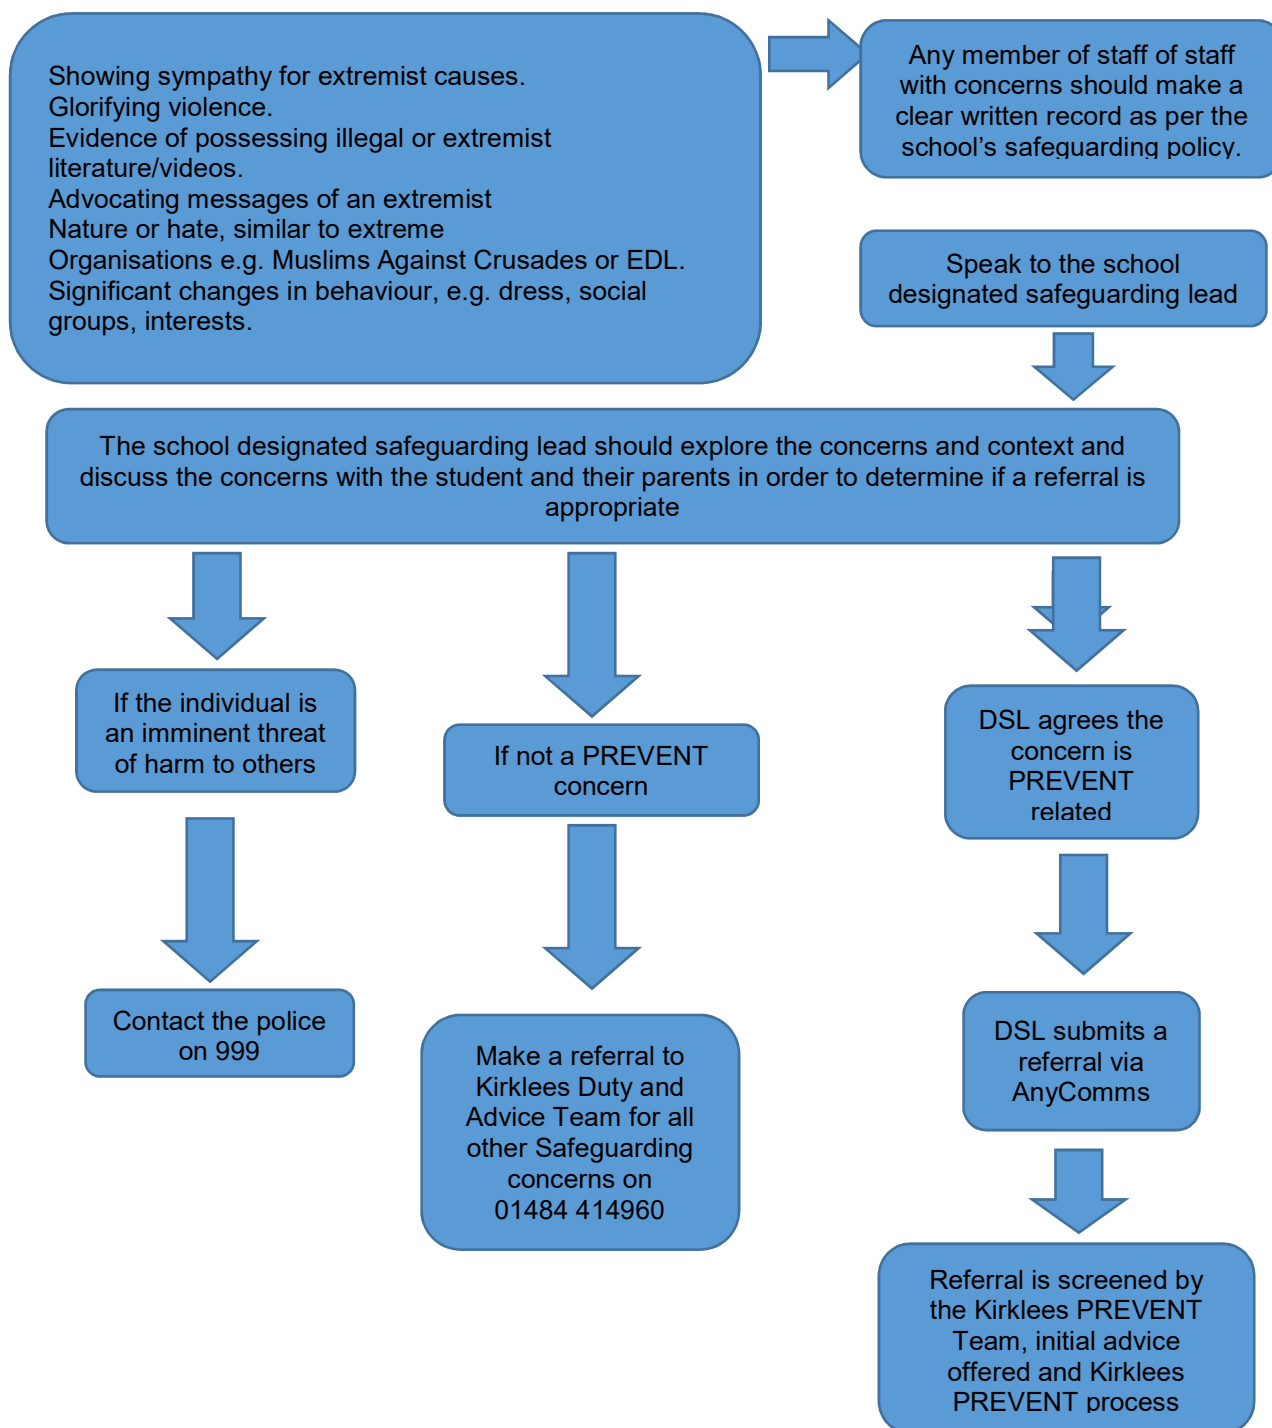 Showing sympathy for extremist causes.
Glorifying violence.
Evidence of possessing illegal or extremist
literature/videos.
Advocating messages of an extremist
Nature or hate, similar to extreme
Organisations e.g. Muslims Against Crusades or EDL.
Significant changes in behaviour, e.g. dress, social
groups, interests.
Any member of staff of staff
with concerns should make a
clear written record as per the
school’s safeguarding policy.
Speak to the school
designated safeguarding lead
The school designated safeguarding lead should explore the concerns and context and
discuss the concerns with the student and their parents in order to determine if a referral is
appropriate
If the individual is
an imminent threat
of harm to others
If not a PREVENT
concern
DSL agrees the
concern is
PREVENT
related
Contact the police
on 999
Make a referral to
Kirklees Duty and
Advice Team for all
other Safeguarding
concerns on
01484 414960
DSL submits a
referral via
AnyComms
Referral is screened by
the Kirklees PREVENT
Team, initial advice
offered and Kirklees
PREVENT process